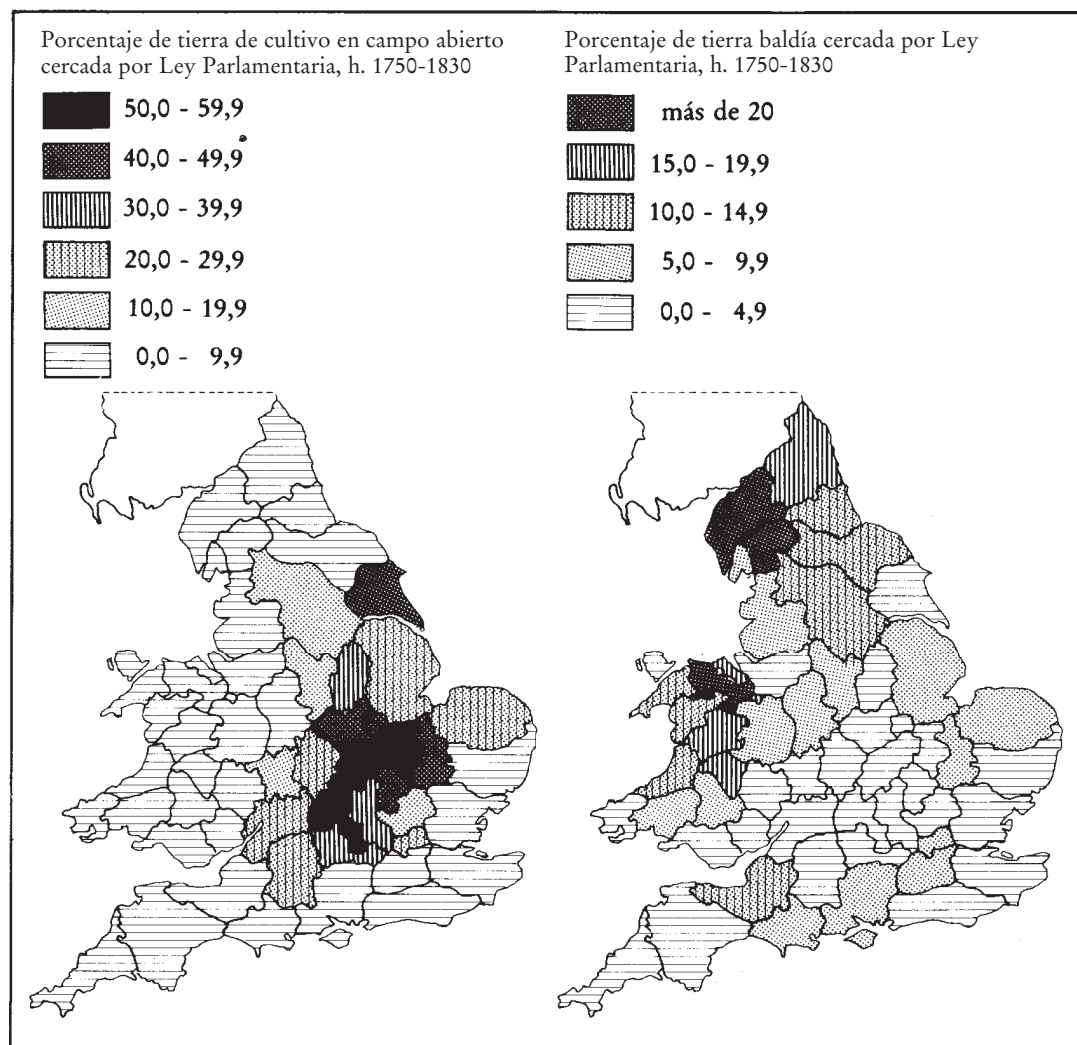 Porcentaje de tierra de cultivo en campo abierto
cercada por Ley Parlamentaria, h. 1750-1830
50,0 - 59,9
40,0 - 49,9
30,0 - 39,9
20,0 - 29,9
10,0 - 19,9
0,0 - 9,9
Porcentaje de tierra baldía cercada por Ley
Parlamentaria, h. 1750-1830
más de 20
15,0 - 19,9
10,0 - 14,9
5,0 - 9,9
0,0 - 4,9